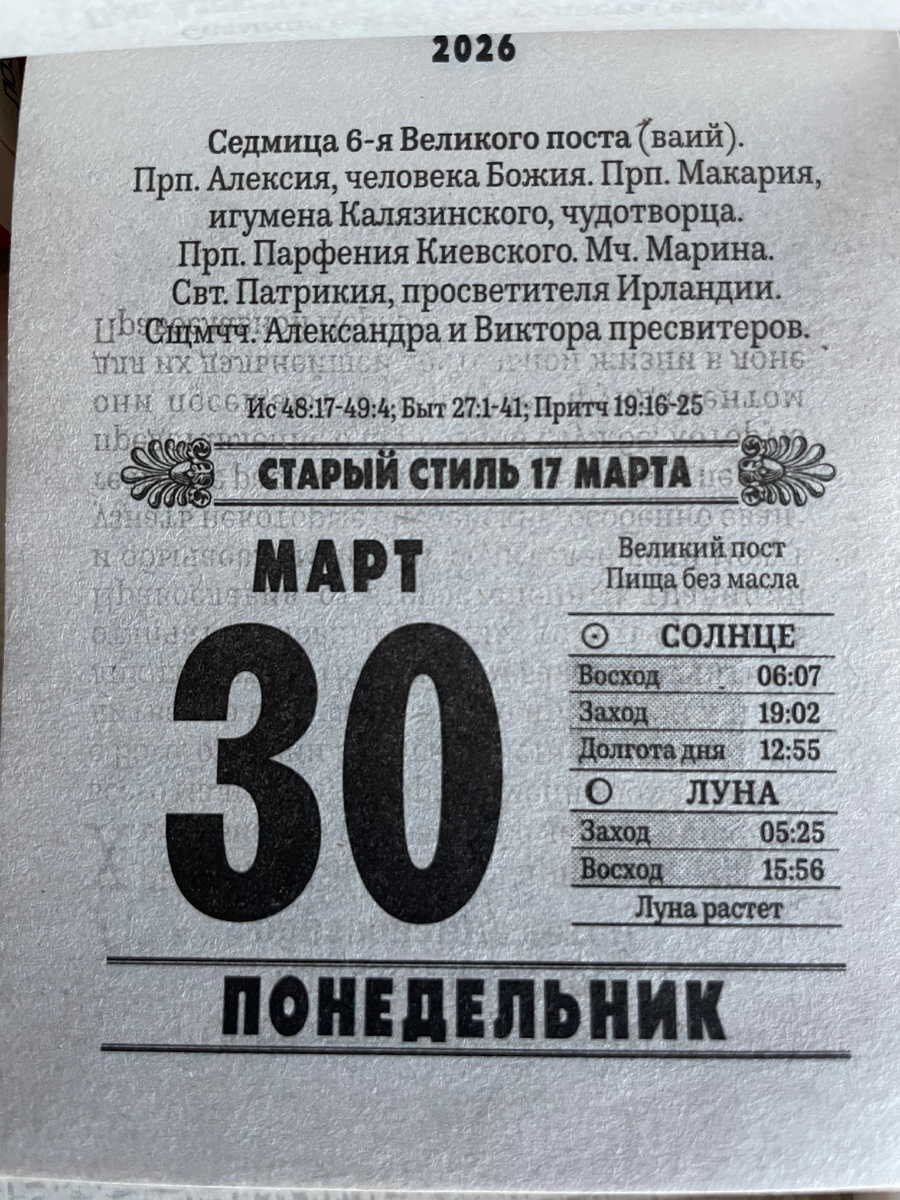 2026
Седмица 6-я Великого поста (ваий).
Прп. Алексия, человека Божия. Прп. Макария,
игумена Калязинского, чудотворца.
Прп. Парфения Киевского. Мч. Марина.
Свт. Патрикия, просветителя Ирландии.
Сщмчч. Александра и Виктора пресвитеров.
Ис 48:17-49:4; Быт 27:1-41; Притч 19:16-25
СТАРЫЙ СТИЛЬ 17 МАРТА
МАРТ
30
Великий пост
Пища без масла
СОЛНЦЕ
Восход 06:07
Заход 19:02
Долгота дня 12:55
ЛУНА
Заход 05:25
Восход 15:56
Луна растет
ПОНЕДЕЛЬНИК